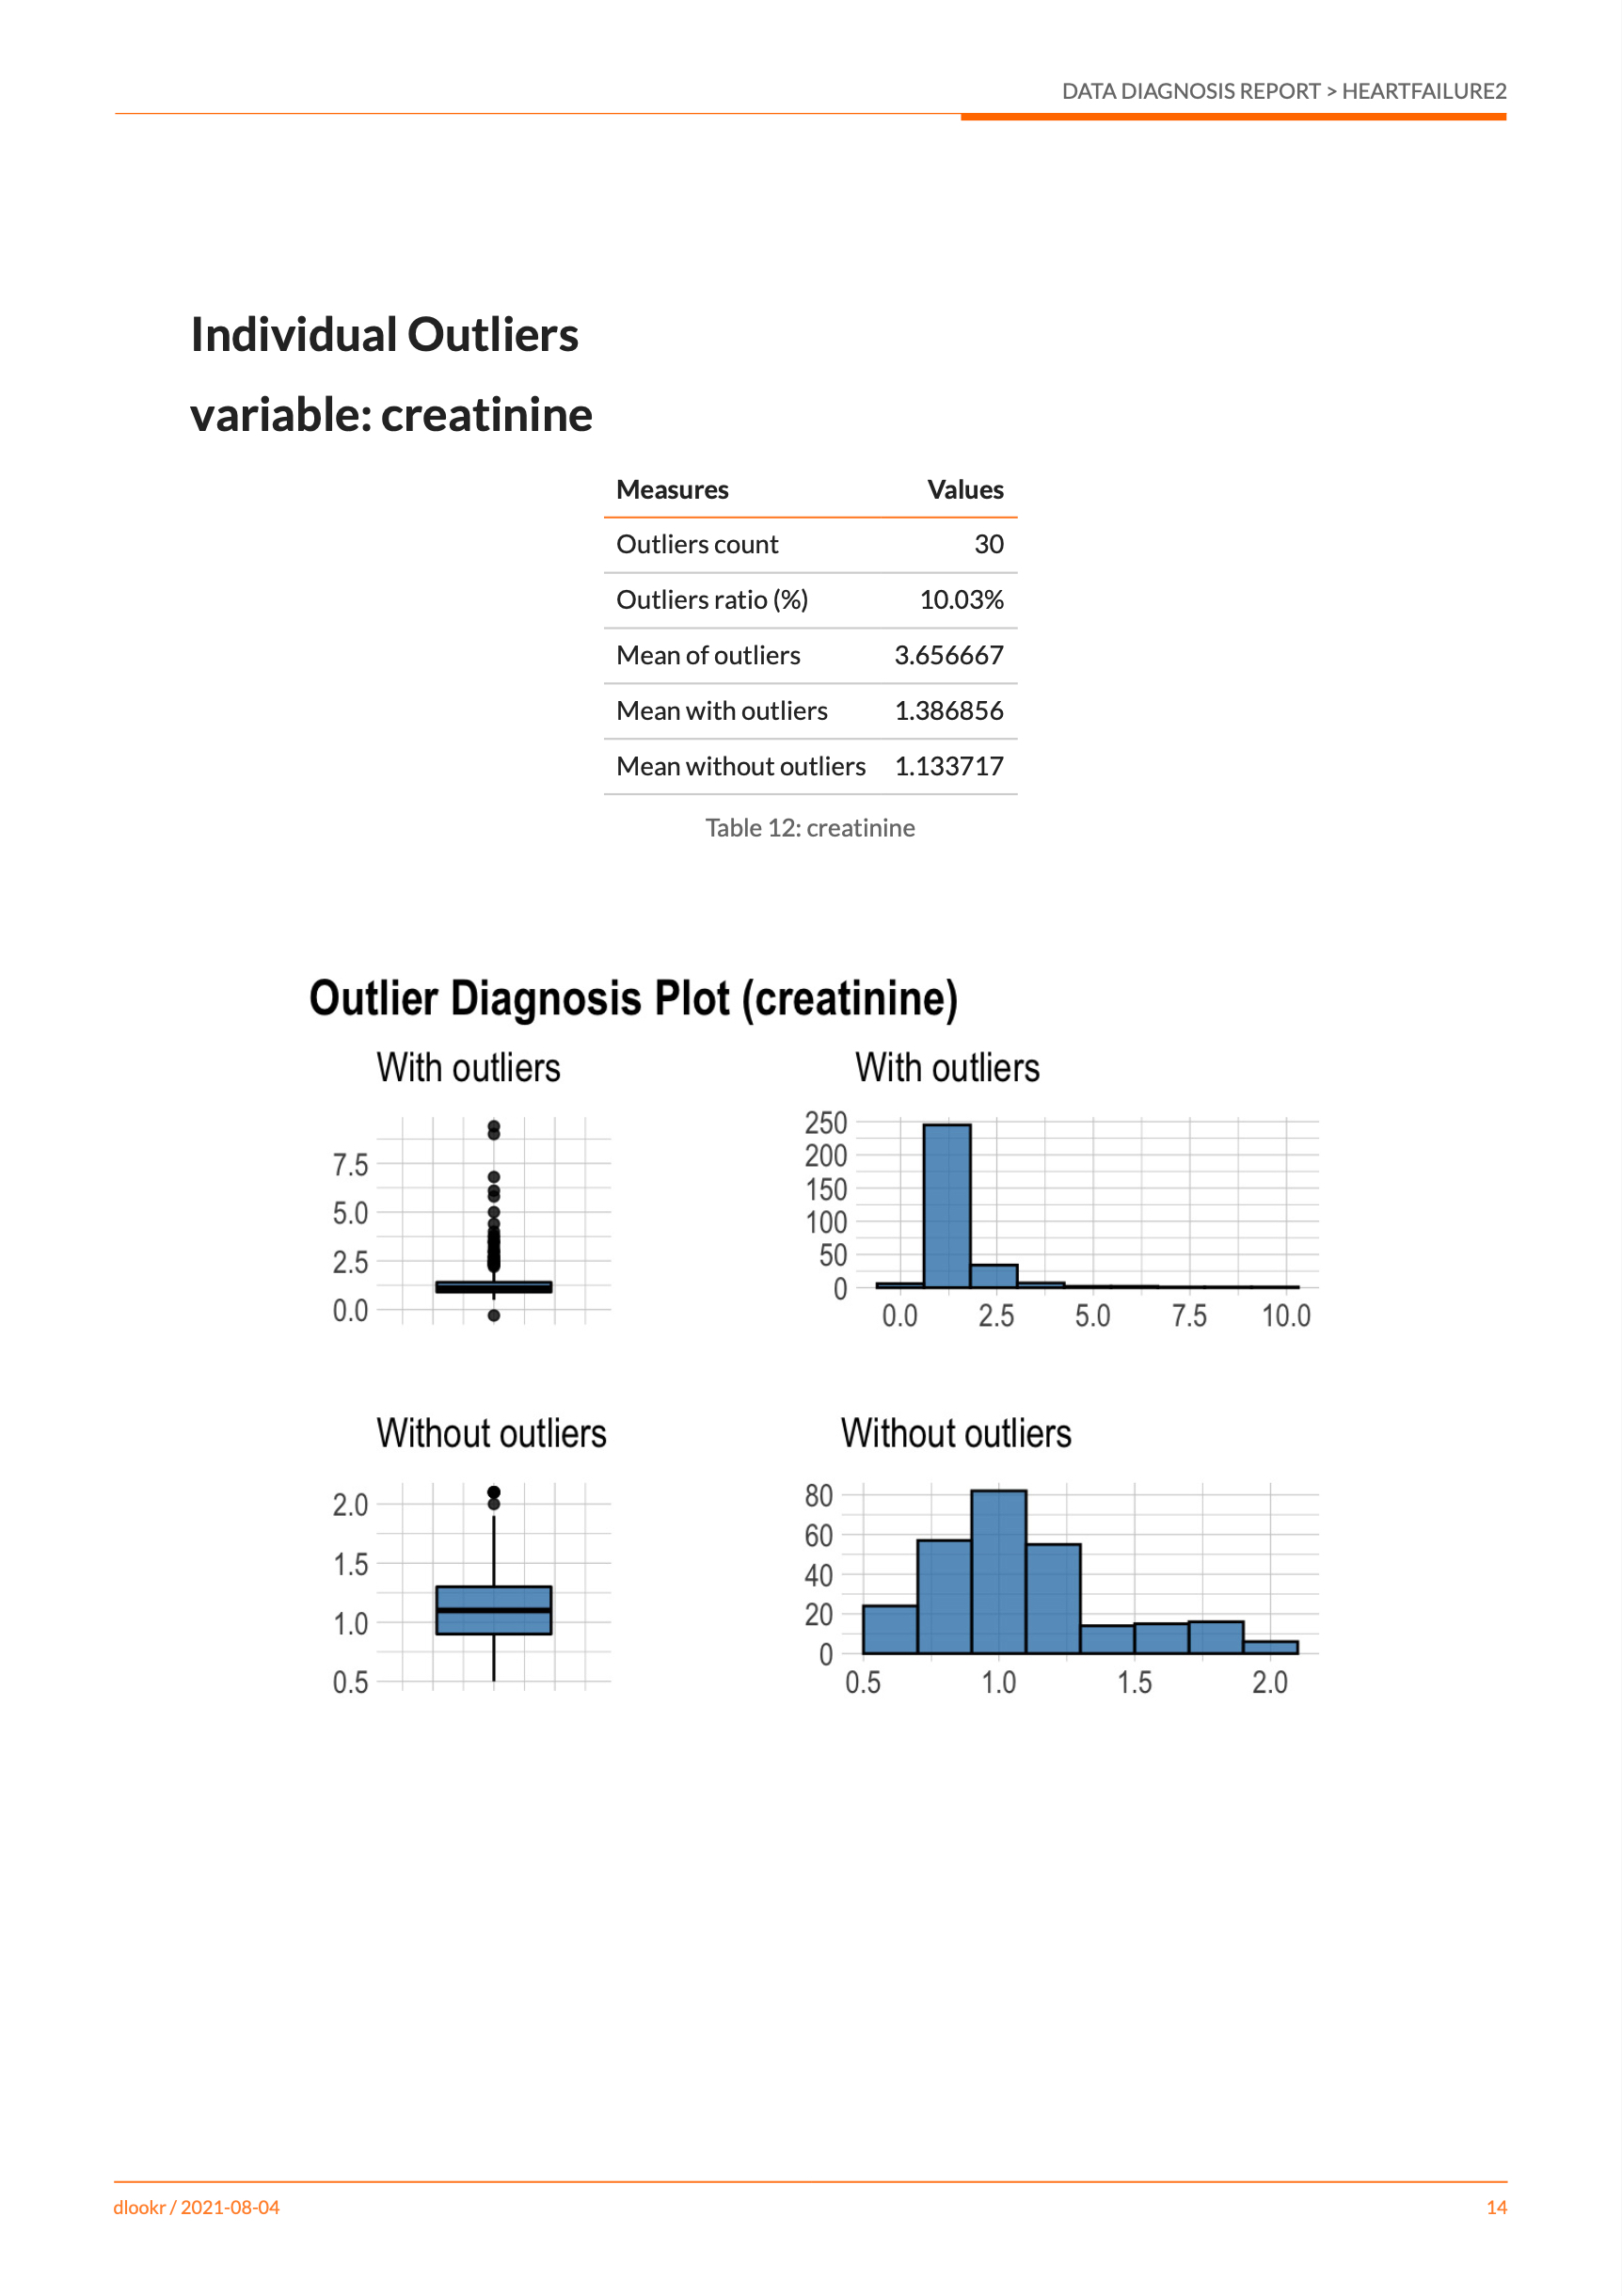 DATA DIAGNOSIS REPORT > HEARTFAILURE2
Individual Outliers
variable: creatinine
Measures Values
Outliers count 30
Outliers ratio (%) 10.03%
Mean of outliers 3.656667
Mean with outliers 1.386856
Mean without outliers 1.133717
Table 12: creatinine
Outlier Diagnosis Plot (creatinine)
With outliers
7.5
5.0
2.5
0.0
With outliers
250
200
150
100
50
0
0.0 2.5 5.0 7.5 10.0
Without outliers
2.0
1.5
1.0
0.5
Without outliers
80
60
40
20
0
0.5 1.0 1.5 2.0
dlookr / 2021-08-04 14